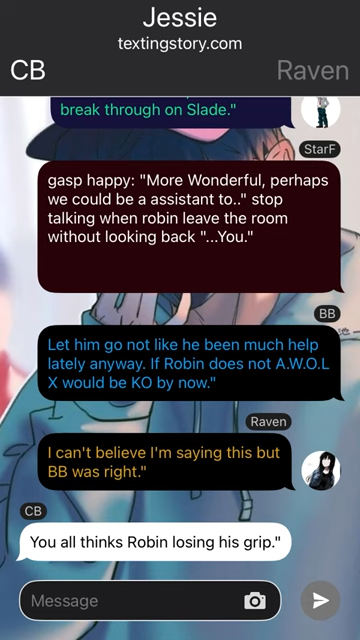 Jessie
textingstory.com
CB
Raven
break through on Slade."
StarF
gasp happy: "More Wonderful, perhaps
we could be a assistant to.." stop
talking when robin leave the room
without looking back "...You."
BB
Let him go not like he been much help
lately anyway. If Robin does not A.W.O.L
X would be KO by now."
Raven
I can't believe I'm saying this but
BB was right."
CB
You all thinks Robin losing his grip."
Message